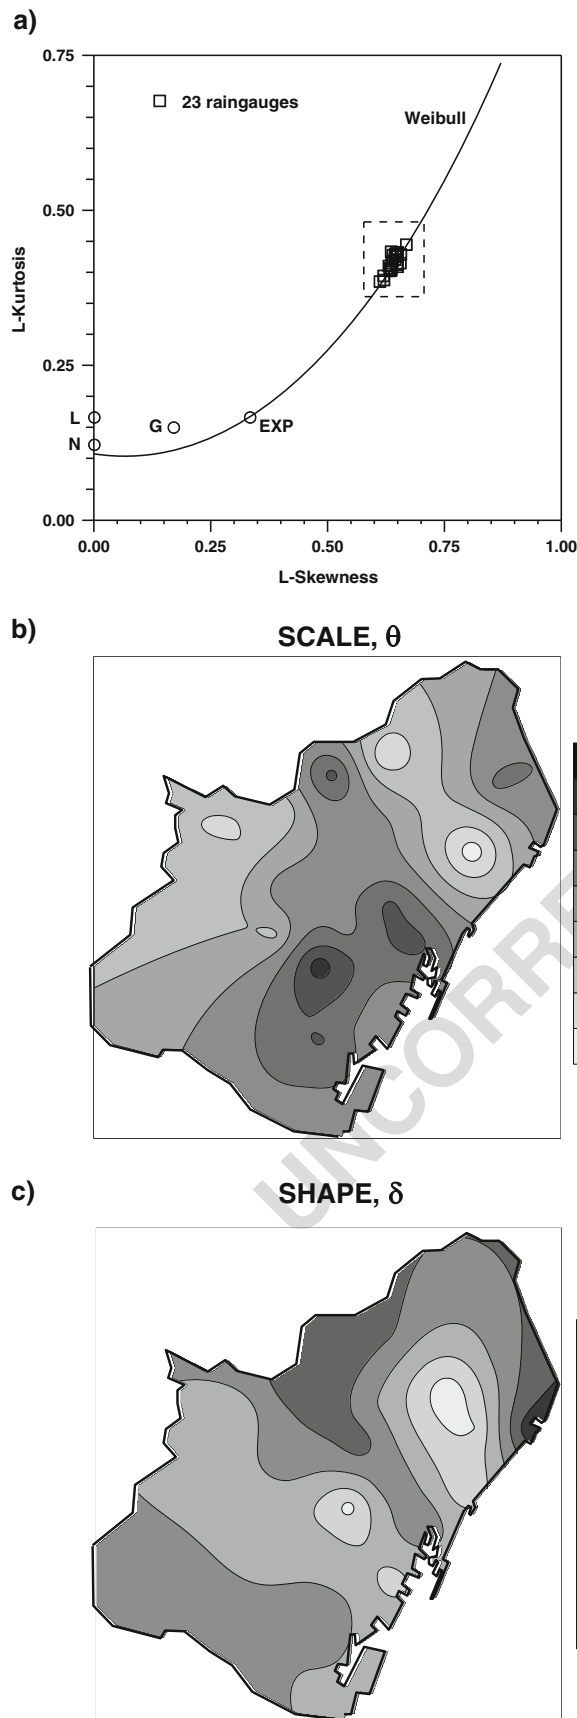 a)
0.75
23 raingauges
Weibull
0.50
L-Kurtosis
0.25
L
G
EXP
N
0.00
0.00 0.25 0.50 0.75 1.00
L-Skewness
b)
SCALE, θ
UNCORRE
c)
SHAPE, δ